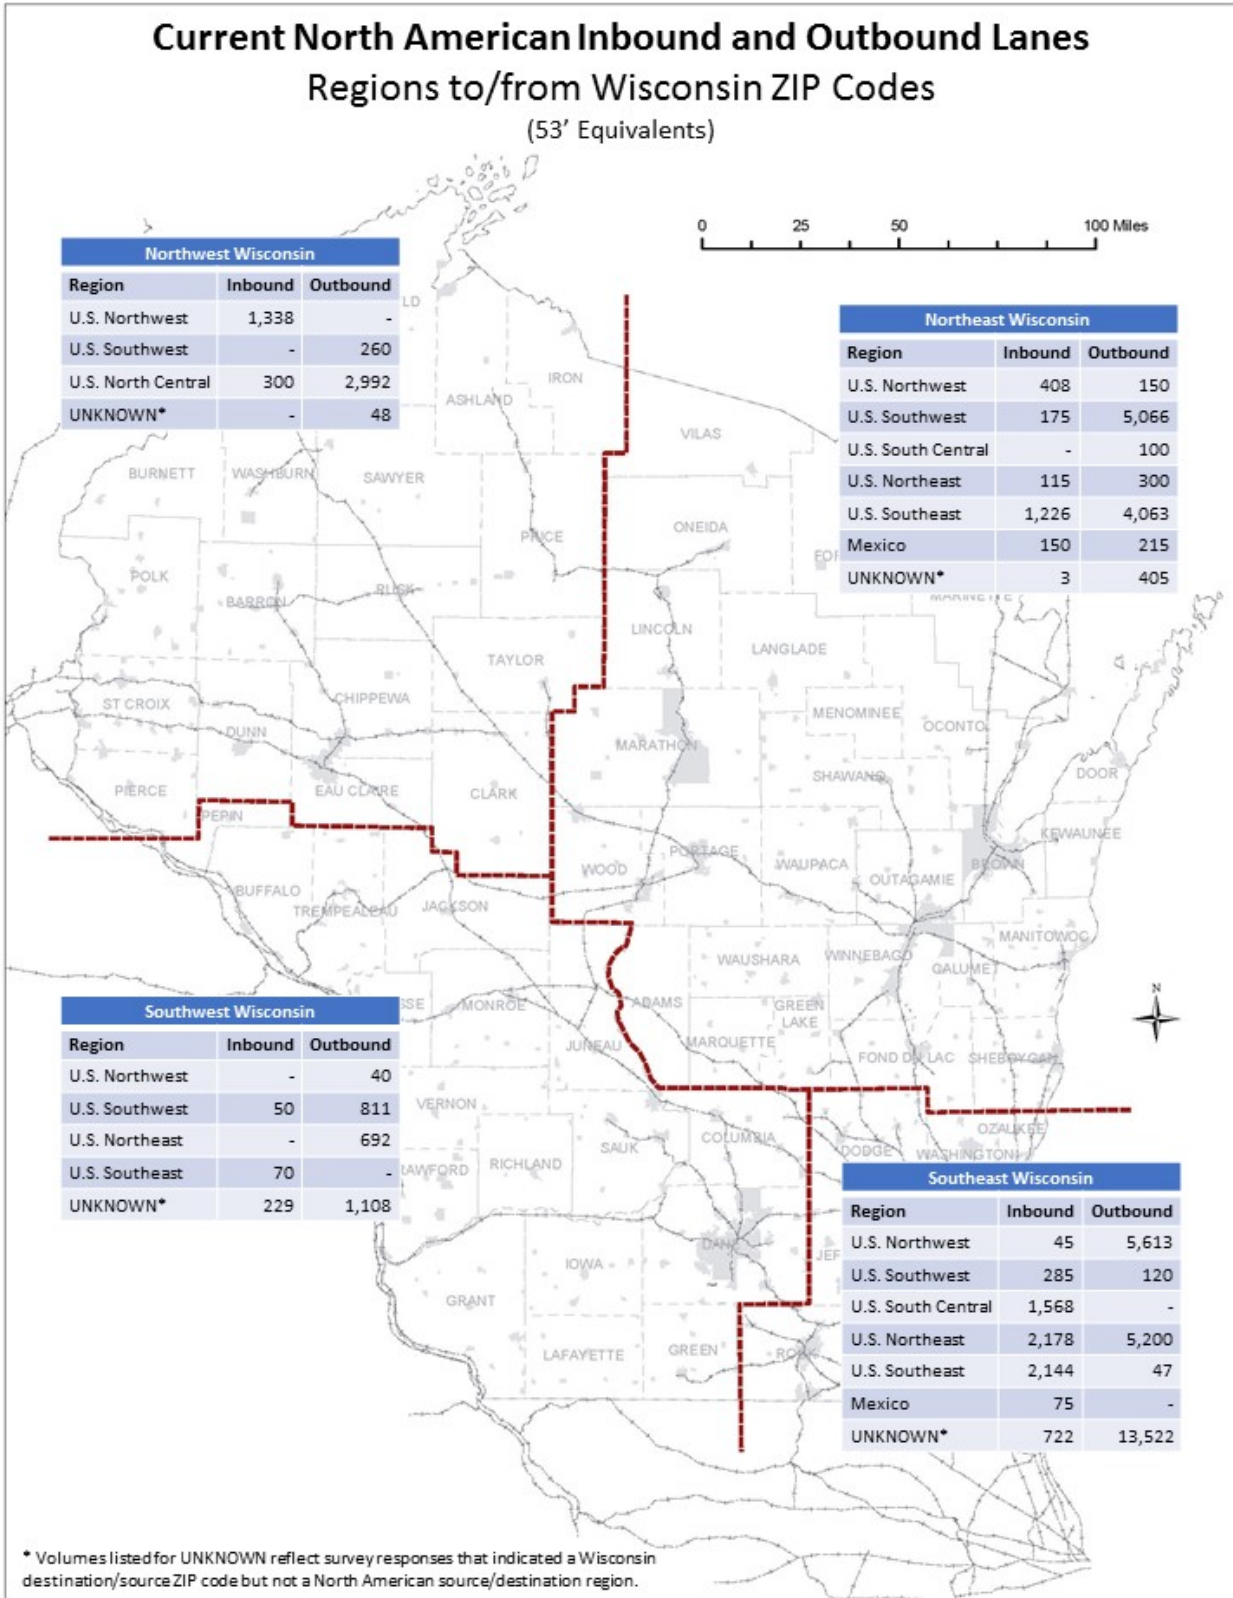 Current North American Inbound and Outbound Lanes
Regions to/from Wisconsin ZIP Codes
(53’ Equivalents)
0 25 50 100 Miles
Northwest Wisconsin
Region Inbound Outbound
U.S. Northwest 1,338 -
U.S. Southwest - 260
U.S. North Central 300 2,992
UNKNOWN* - 48
Northeast Wisconsin
Region Inbound Outbound
U.S. Northwest 408 150
U.S. Southwest 175 5,066
U.S. South Central - 100
U.S. Northeast 115 300
U.S. Southeast 1,226 4,063
Mexico 150 215
UNKNOWN* 3 405
LD
IRON
ASHLAND
VILAS
BURNETT
WASHBURN
SAWYER
ONEIDA
PRICE
FOR
POLK
RUSK
BARRON
MARINETTE
LINCOLN
LANGLADE
TAYLOR
CHIPPEWA
ST CROIX
MENOMINEE
OCONTO
DUNN
MARATHON
SHAWANO
DOOR
PIERCE
EAU CLAIRE
CLARK
PEPIN
KEWAUNEE
PORTAGE
WAUPACA
BROWN
WOOD
OUTAGAMIE
BUFFALO
TREMPEALEAU
JACKSON
MANITOWOC
WAUSHARA
WINNEBAGO
CALUMET
N
SSE
MONROE
ADAMS
GREEN
LAKE
JUNEAU
MARQUETTE
FOND DU LAC
SHEBOYGAN
Southwest Wisconsin
Region Inbound Outbound
U.S. Northwest - 40
U.S. Southwest 50 811
U.S. Northeast - 692
U.S. Southeast 70 -
UNKNOWN* 229 1,108
VERNON
OZAUKEE
COLUMBIA
SAUK
DODGE
WASHINGTON
RAWFORD
RICHLAND
DANE
JEF
IOWA
GRANT
LAFAYETTE
GREEN
ROCK
Southeast Wisconsin
Region Inbound Outbound
U.S. Northwest 45 5,613
U.S. Southwest 285 120
U.S. South Central 1,568 -
U.S. Northeast 2,178 5,200
U.S. Southeast 2,144 47
Mexico 75 -
UNKNOWN* 722 13,522
* Volumes listed for UNKNOWN reflect survey responses that indicated a Wisconsin
destination/source ZIP code but not a North American source/destination region.